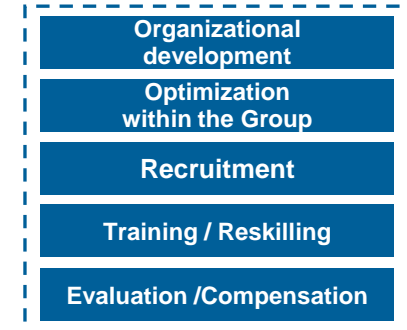 Organizational
development
Optimization
within the Group
Recruitment
Training / Reskilling
Evaluation /Compensation